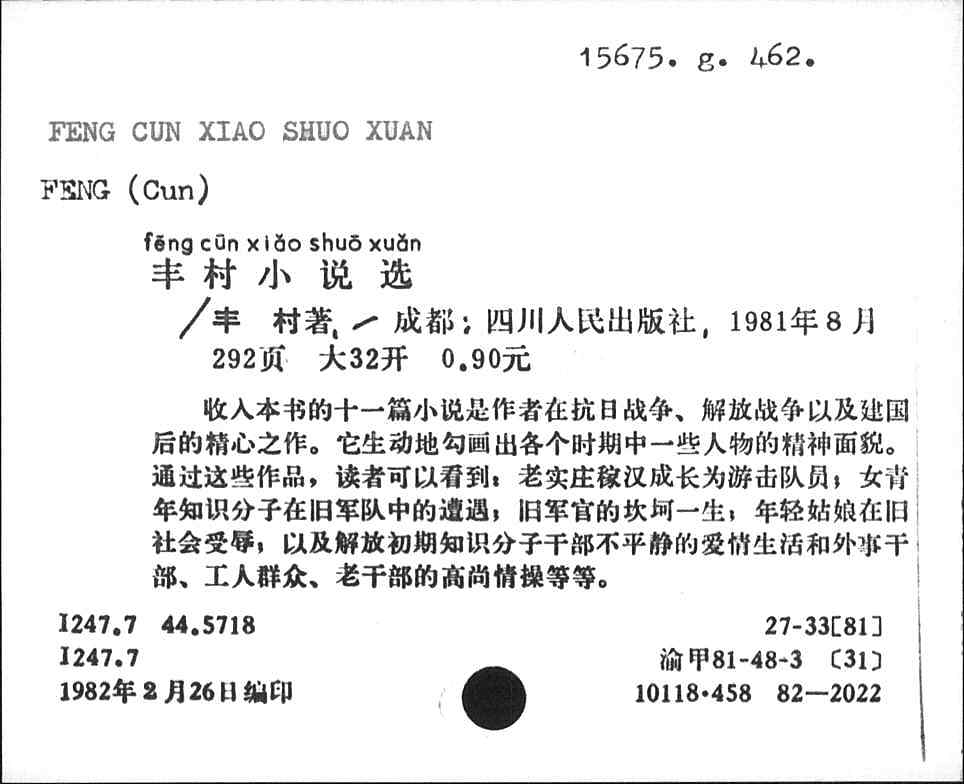 15675. g. 462.
FENG CUN XIAO SHUO XUAN
FENG (Cun)
fēng cūn xiǎo shuō xuǎn
丰村小说选
/丰 村著. — 成都: 四川人民出版社, 1981年8月
292页 大32开 0.90元
收入本书的十一篇小说是作者在抗日战争、解放战争以及建国
后的精心之作。它生动地勾画出各个时期中一些人物的精神面貌。
通过这些作品，读者可以看到：老实庄稼汉成长为游击队员；女青
年知识分子在旧军队中的遭遇；旧军官的坎坷一生；年轻姑娘在旧
社会受辱；以及解放初期知识分子干部不平静的爱情生活和外事干
部、工人群众、老干部的高尚情操等等。
I247.7 44.5718 27-33[81]
I247.7 渝甲81-48-3 〔31〕
1982年2月26日编印 10118·458 82—2022